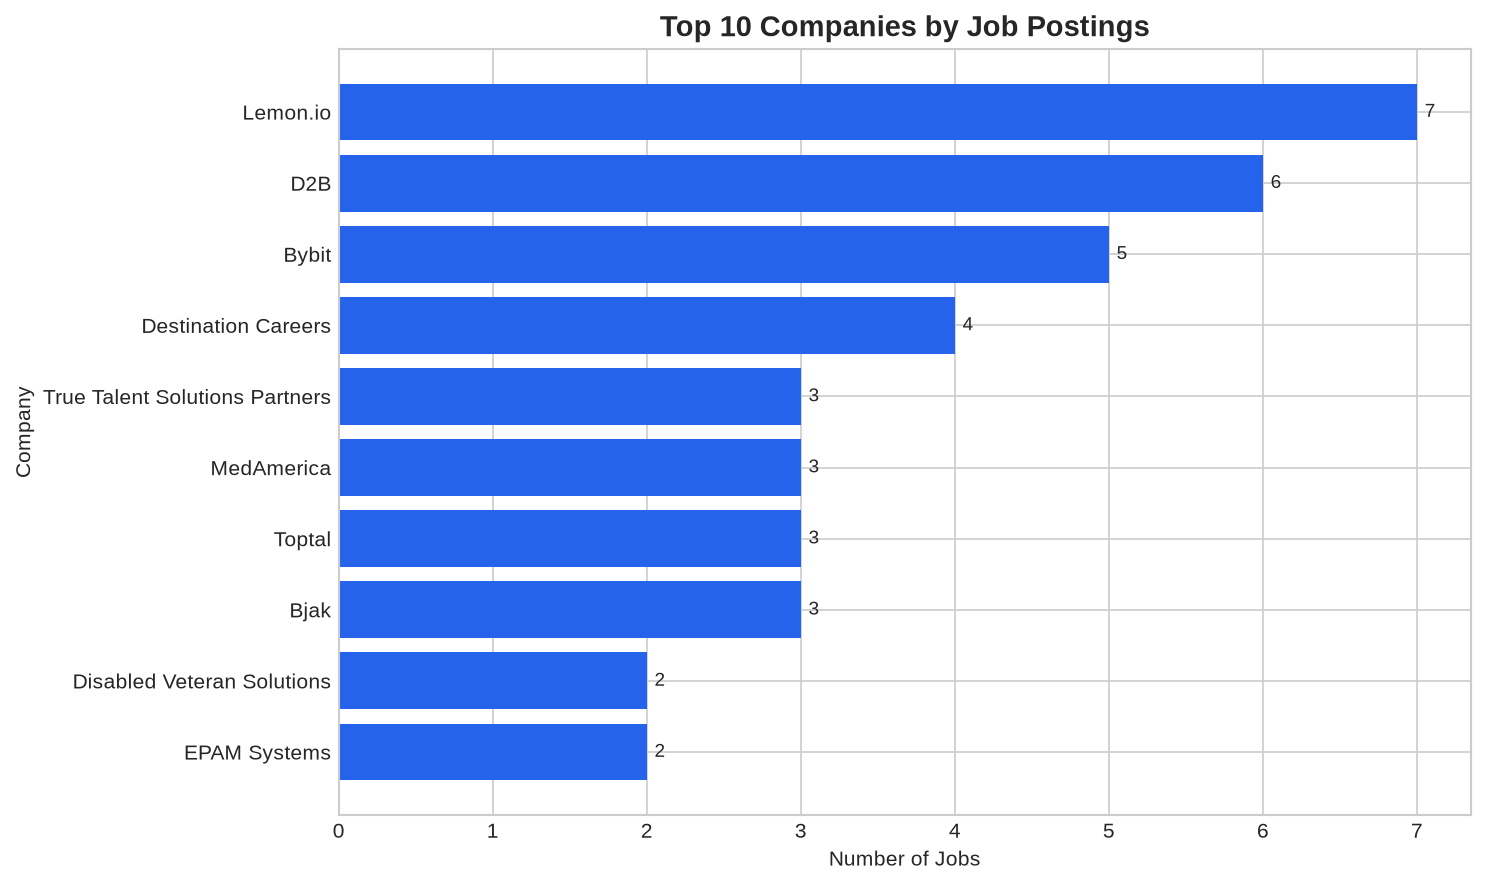 Top 10 Companies by Job Postings
Lemon.io 7
D2B 6
Bybit 5
Destination Careers 4
True Talent Solutions Partners 3
MedAmerica 3
Toptal 3
Bjak 3
Disabled Veteran Solutions 2
EPAM Systems 2
Company
0 1 2 3 4 5 6 7
Number of Jobs